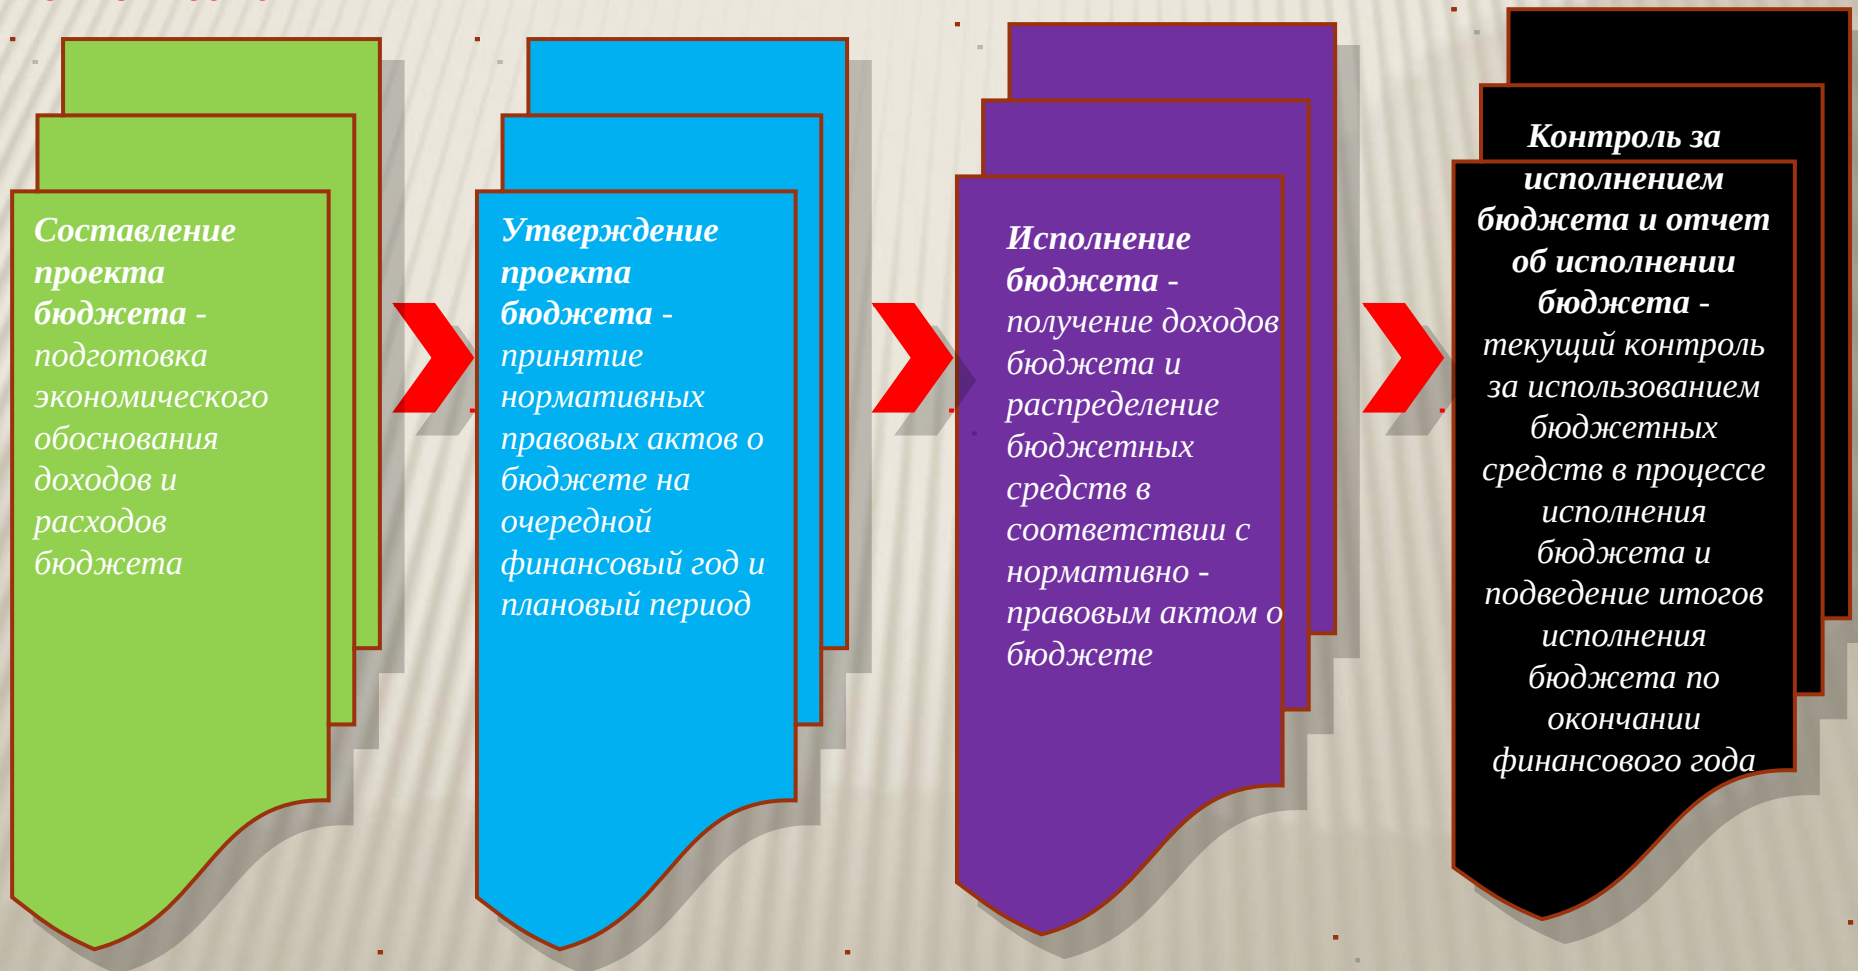 Составление
проекта
бюджета -
подготовка
экономического
обоснования
доходов и
расходов
бюджета
Утверждение
проекта
бюджета -
принятие
нормативных
правовых актов о
бюджете на
очередной
финансовый год и
плановый период
Исполнение
бюджета -
получение доходов
бюджета и
распределение
бюджетных
средств в
соответствии с
нормативно -
правовым актом о
бюджете
Контроль за
исполнением
бюджета и отчет
об исполнении
бюджета -
текущий контроль
за использованием
бюджетных
средств в процессе
исполнения
бюджета и
подведение итогов
исполнения
бюджета по
окончании
финансового года